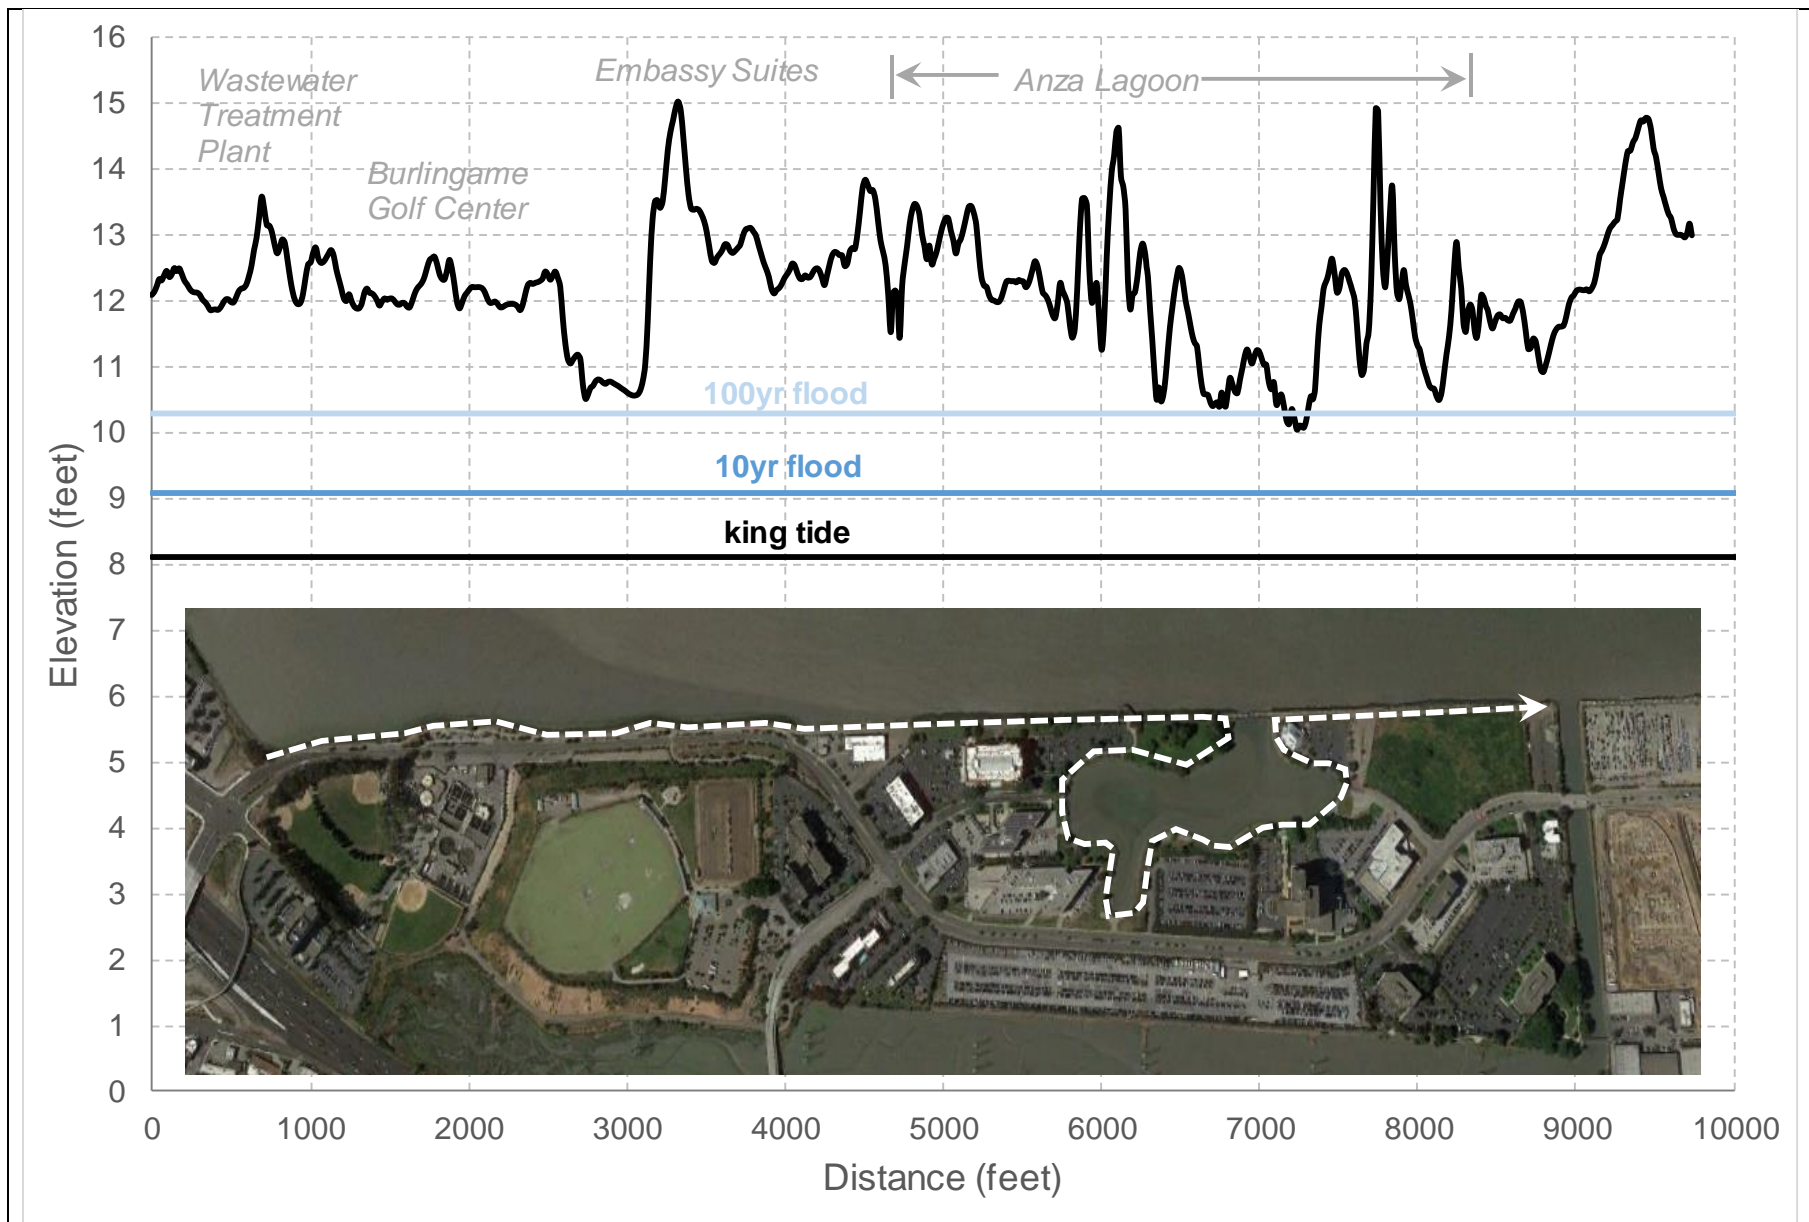 16
15
14
13
12
11
10
9
8
7
6
5
4
3
2
1
0
Elevation (feet)
Wastewater
Treatment
Plant
Burlingame
Golf Center
Embassy Suites
Anza Lagoon
100yr flood
10yr flood
king tide
0 1000 2000 3000 4000 5000 6000 7000 8000 9000 10000
Distance (feet)